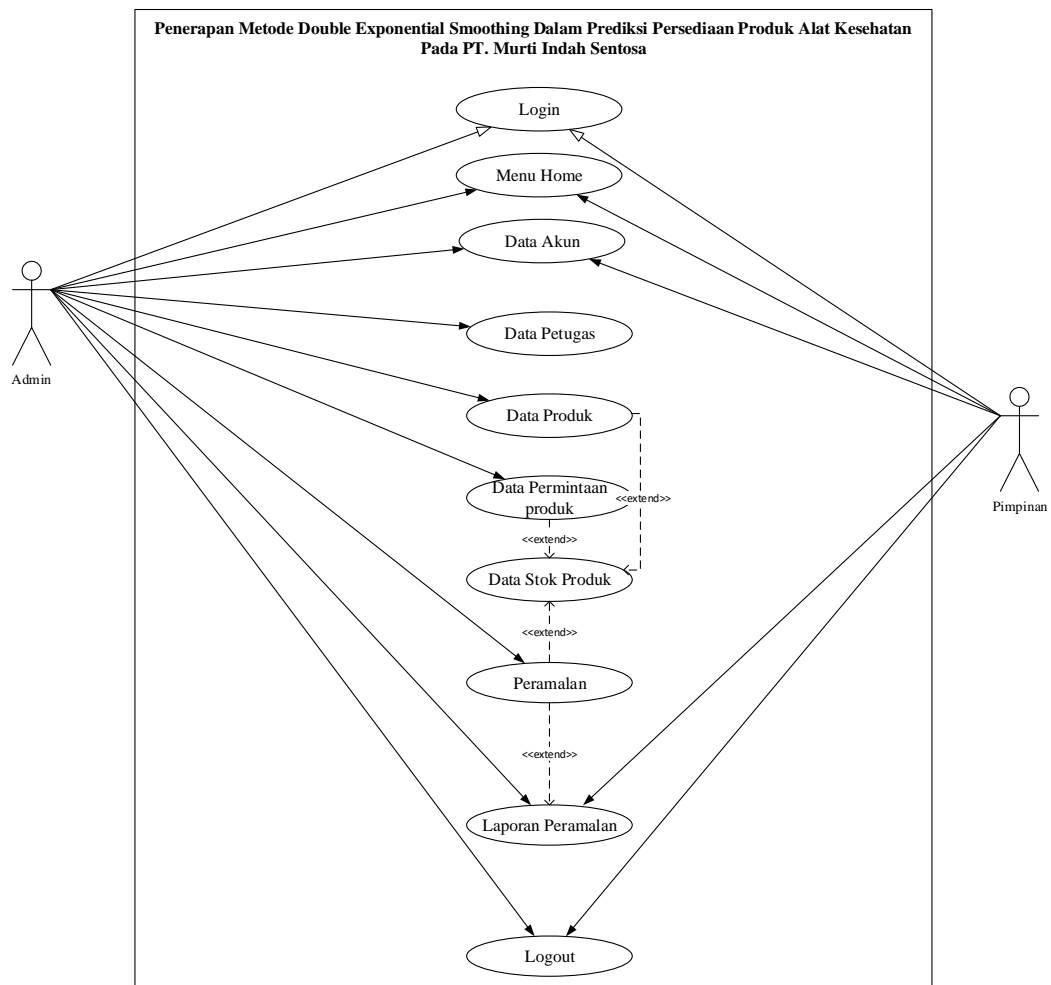 Penerapan Metode Double Exponential Smoothing Dalam Prediksi Persediaan Produk Alat Kesehatan
Pada PT. Murti Indah Sentosa
Login
Menu Home
Data Akun
Data Petugas
Admin
Data Produk
Data Permintaan
produk
<<extend>>
Pimpinan
<<extend>>
Data Stok Produk
<<extend>>
Peramalan
<<extend>>
Laporan Peramalan
Logout